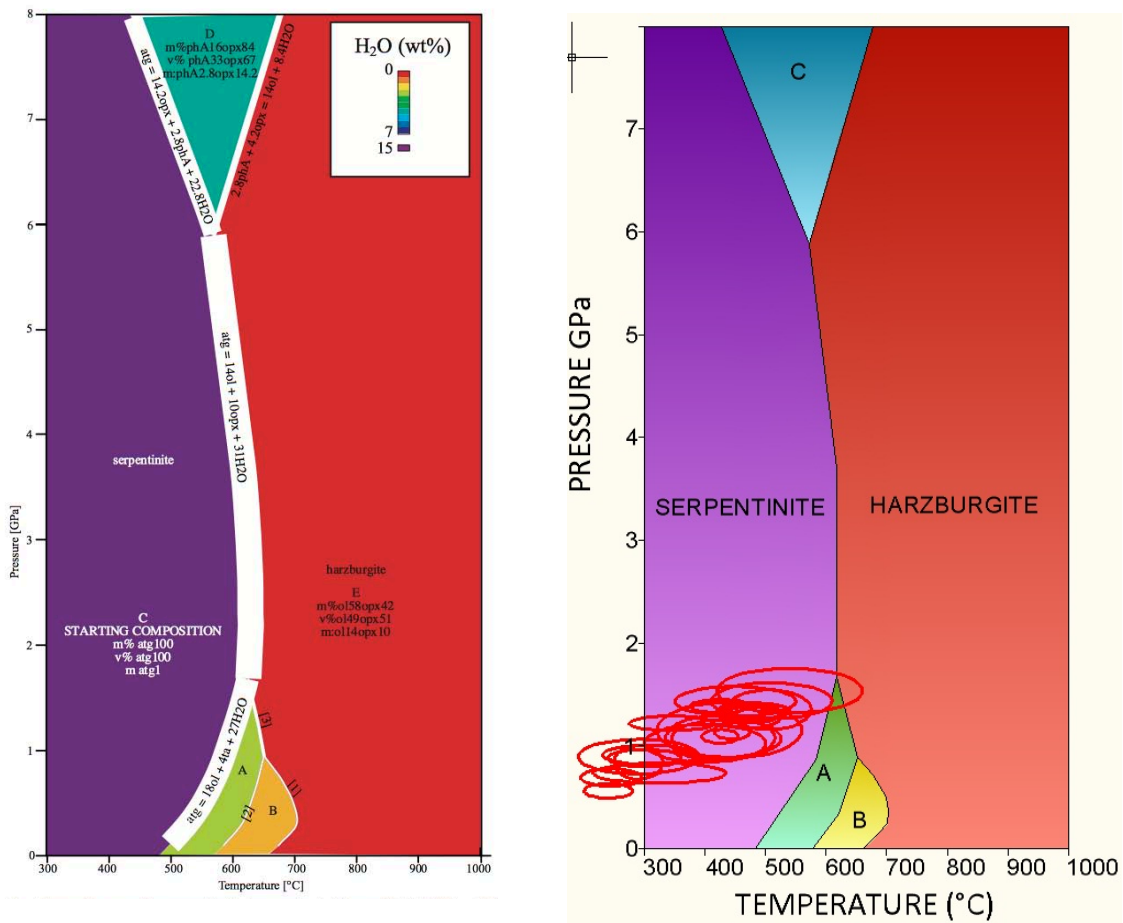 8
7
6
5
4
3
2
1
0
Pressure [GPa]
D
m%phA16opx84
v% phA33opx67
m:phA2.8opx14.2
atg = 14.2opx + 2.8phA + 22.8H2O
2.8phA + 4.2opx = 14ol + 8.4H2O
H₂O (wt%)
0
7
15
atg = 14ol + 10opx + 31H2O
serpentinite
harzburgite
E
m%ol58opx42
v%ol49opx51
m:ol14opx10
C
STARTING COMPOSITION
m% atg100
v% atg100
m atg1
atg = 18ol + 4ta + 27H2O
[3]
A
[2]
B
[1]
300 400 500 600 700 800 900 1000
Temperature [°C]
7
6
5
4
3
2
1
0
PRESSURE GPa
C
SERPENTINITE
HARZBURGITE
A
B
300 400 500 600 700 800 900 1000
TEMPERATURE (°C)